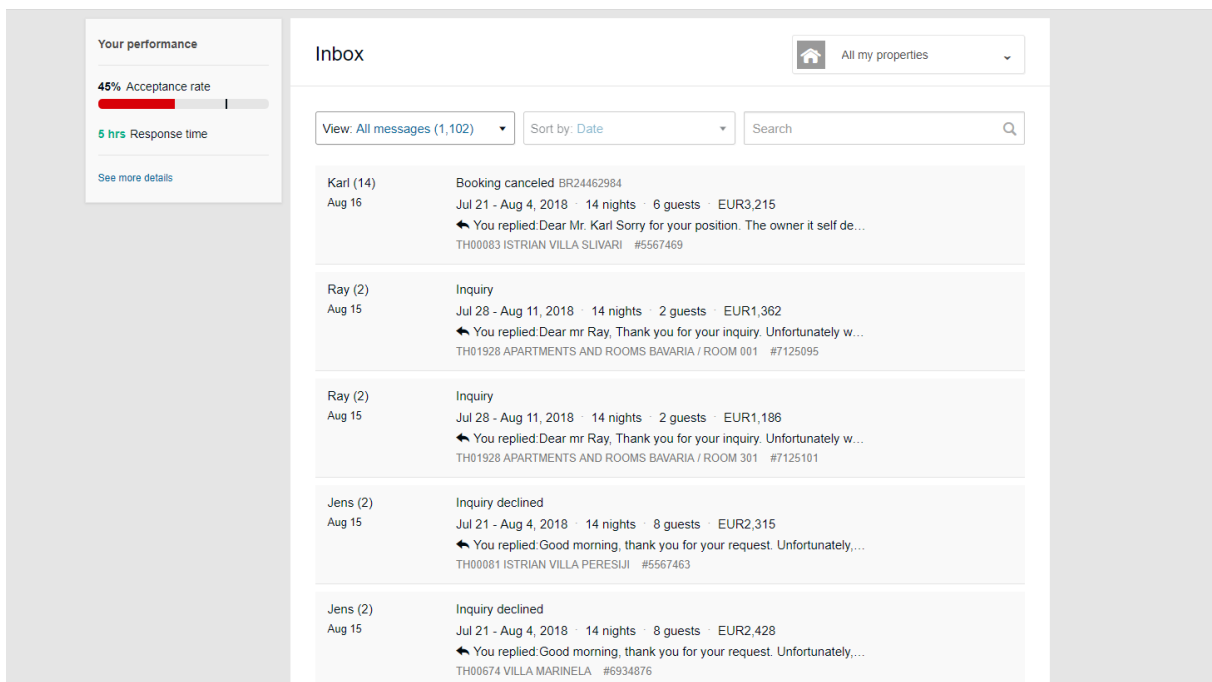 Your performance
45% Acceptance rate
5 hrs Response time
See more details
Inbox
All my properties
View: All messages (1,102)
Sort by: Date
Search
Karl (14)
Aug 16
Booking canceled BR24462984
Jul 21 - Aug 4, 2018 · 14 nights · 6 guests · EUR3,215
You replied:Dear Mr. Karl Sorry for your position. The owner it self de…
TH00083 ISTRIAN VILLA SLIVARI #5567469
Ray (2)
Aug 15
Inquiry
Jul 28 - Aug 11, 2018 · 14 nights · 2 guests · EUR1,362
You replied:Dear mr Ray, Thank you for your inquiry. Unfortunately w…
TH01928 APARTMENTS AND ROOMS BAVARIA / ROOM 001 #7125095
Ray (2)
Aug 15
Inquiry
Jul 28 - Aug 11, 2018 · 14 nights · 2 guests · EUR1,186
You replied:Dear mr Ray, Thank you for your inquiry. Unfortunately w…
TH01928 APARTMENTS AND ROOMS BAVARIA / ROOM 301 #7125101
Jens (2)
Aug 15
Inquiry declined
Jul 21 - Aug 4, 2018 · 14 nights · 8 guests · EUR2,315
You replied:Good morning, thank you for your request. Unfortunately,…
TH00081 ISTRIAN VILLA PERESIJI #5567463
Jens (2)
Aug 15
Inquiry declined
Jul 21 - Aug 4, 2018 · 14 nights · 8 guests · EUR2,428
You replied:Good morning, thank you for your request. Unfortunately,…
TH00674 VILLA MARINELA #6934876